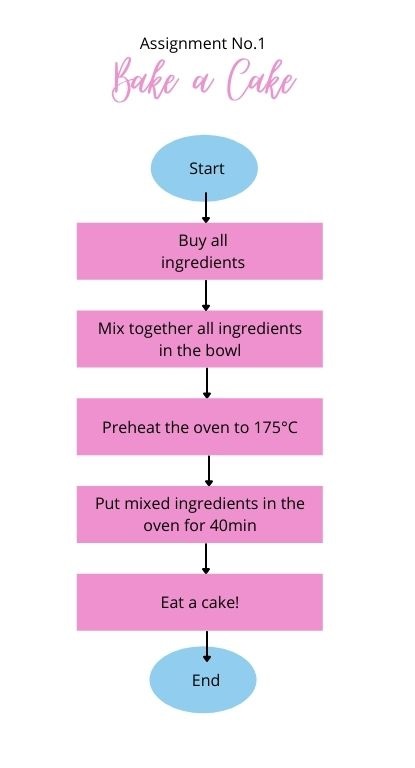 Assignment No.1
Bake a Cake
Start
Buy all
ingredients
Mix together all ingredients
in the bowl
Preheat the oven to 175°C
Put mixed ingredients in the
oven for 40min
Eat a cake!
End